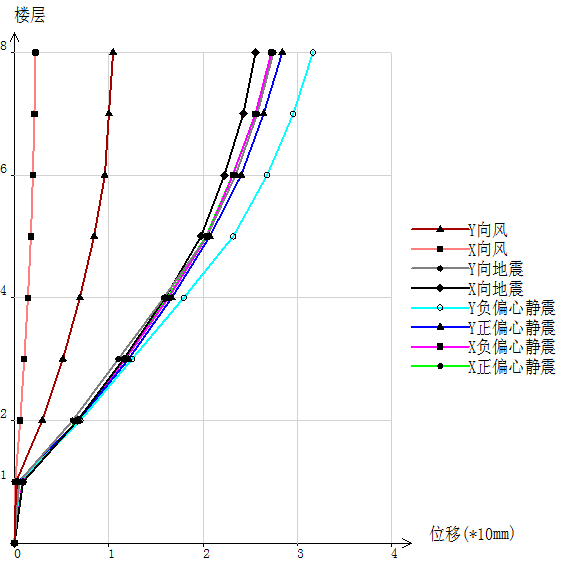 楼层
8
6
4
2
1
0 1 2 3 4
位移(*10mm)
Y向风
X向风
Y向地震
X向地震
Y负偏心静震
Y正偏心静震
X负偏心静震
X正偏心静震